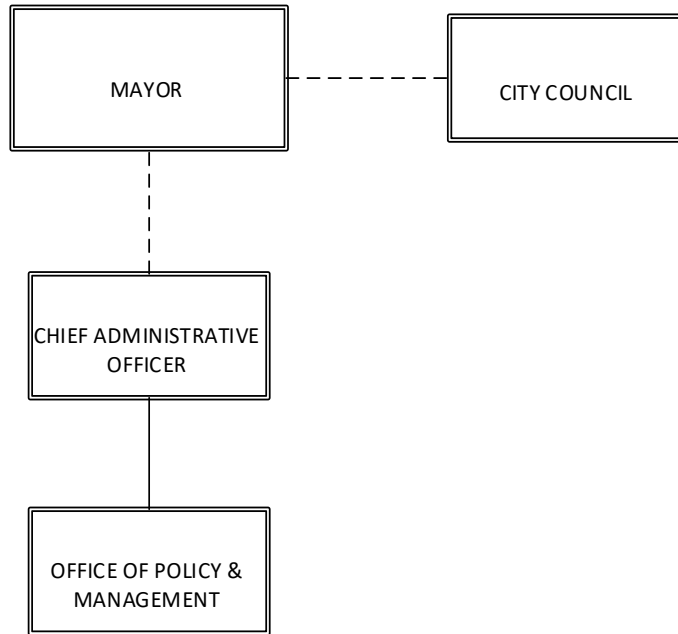 MAYOR
CITY COUNCIL
CHIEF ADMINISTRATIVE
OFFICER
OFFICE OF POLICY &
MANAGEMENT